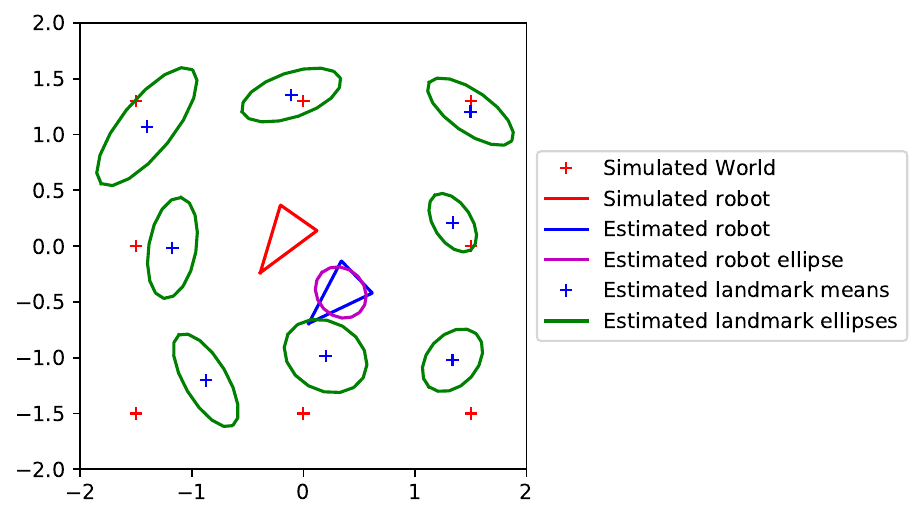 2.0
1.5
1.0
0.5
0.0
−0.5
−1.0
−1.5
−2.0
−2
−1
0
1
2
Simulated World
Simulated robot
Estimated robot
Estimated robot ellipse
Estimated landmark means
Estimated landmark ellipses